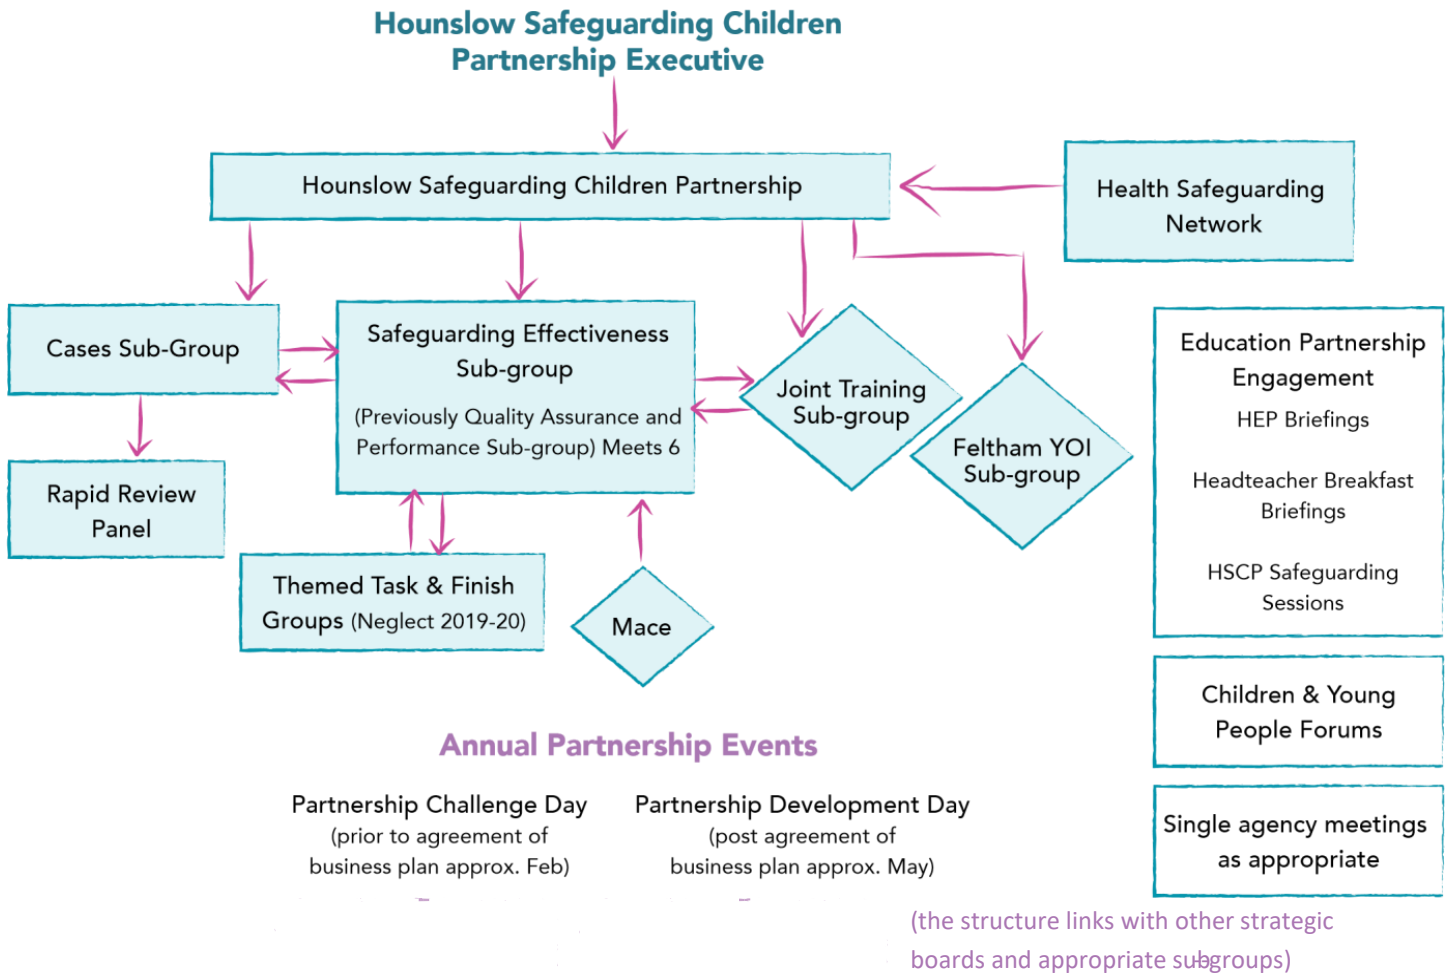 Hounslow Safeguarding Children
Partnership Executive
Hounslow Safeguarding Children Partnership
Health Safeguarding
Network
Cases Sub-Group
Safeguarding Effectiveness
Sub-group
(Previously Quality Assurance and
Performance Sub-group) Meets 6
Joint Training
Sub-group
Feltham YOI
Sub-group
Rapid Review
Panel
Themed Task & Finish
Groups (Neglect 2019-20)
Mace
Education Partnership
Engagement
HEP Briefings
Headteacher Breakfast
Briefings
HSCP Safeguarding
Sessions
Children & Young
People Forums
Single agency meetings
as appropriate
Annual Partnership Events
Partnership Challenge Day
(prior to agreement of
business plan approx. Feb)
Partnership Development Day
(post agreement of
business plan approx. May)
(the structure links with other strategic
boards and appropriate subgroups)